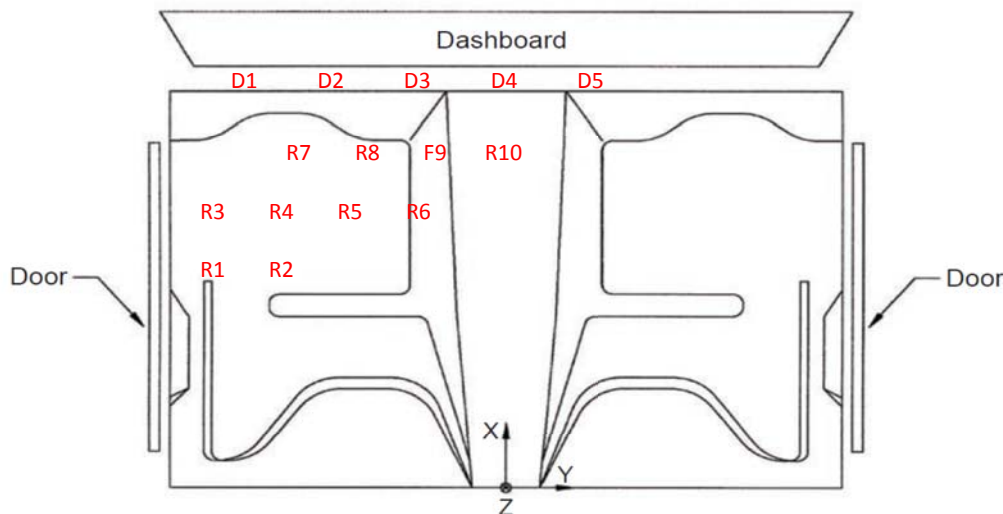 Dashboard
D1 D2 D3 D4 D5
R7 R8 F9 R10
R3 R4 R5 R6
R1 R2
Door
Door
X
Y
Z